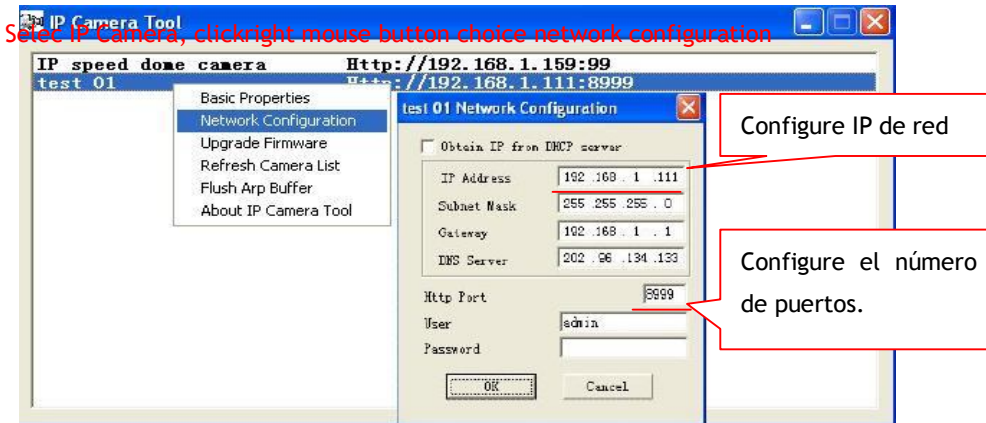 IP Camera Tool
Selec IP Camera, clickright mouse button choice network configuration
IP speed dome camera Http://192.168.1.159:99
test 01 Http://192.168.1.111:8999
Basic Properties
Network Configuration
Upgrade Firmware
Refresh Camera List
Flush Arp Buffer
About IP Camera Tool
test 01 Network Configuration
Obtain IP from DHCP server
IP Address 192 .168 . 1 .111
Subnet Mask 255 .255 .255 . 0
Gateway 192 .168 . 1 . 1
DNS Server 202 . 96 .134 .133
Http Port 8999
User admin
Password
OK Cancel
Configure IP de red
Configure el número
de puertos.